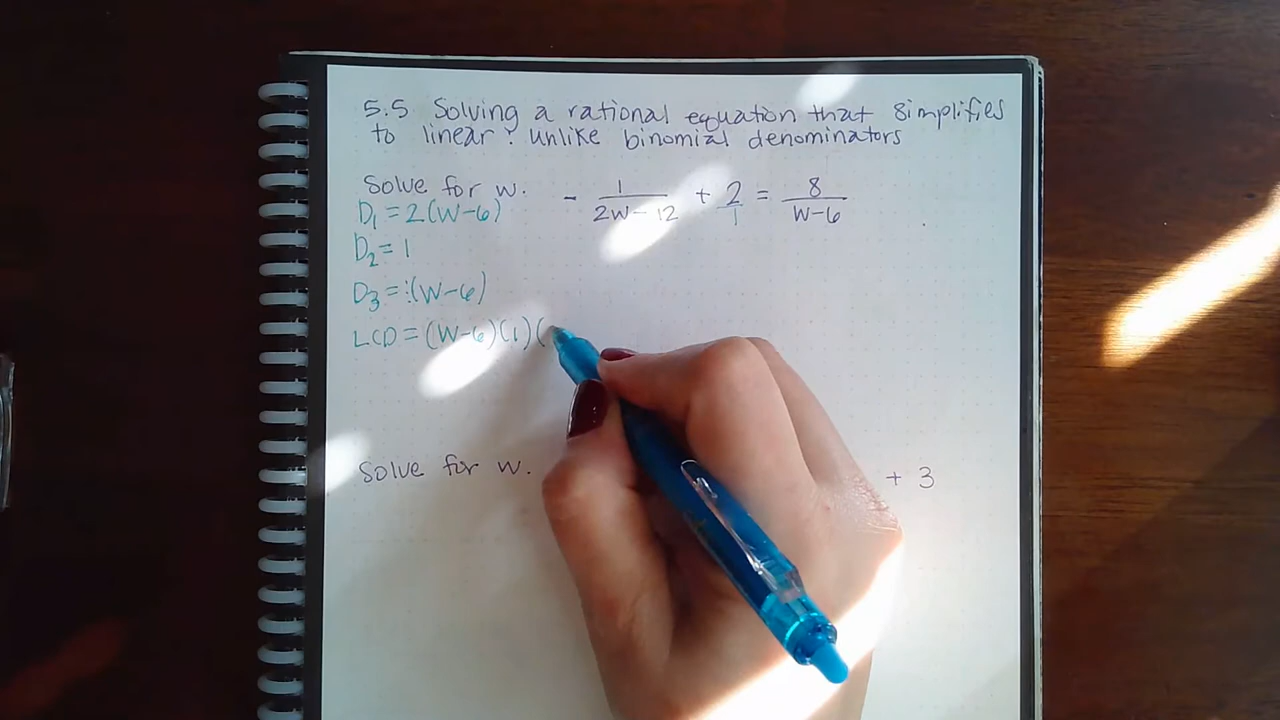 5.5 Solving a rational equation that simplifies
to linear: unlike binomial denominators
Solve for w. - 1/(2w-12) + 2/1 = 8/(w-6)
D₁ = 2(w-6)
D₂ = 1
D₃ = (w-6)
LCD = (w-6)(1)(
Solve for w. + 3